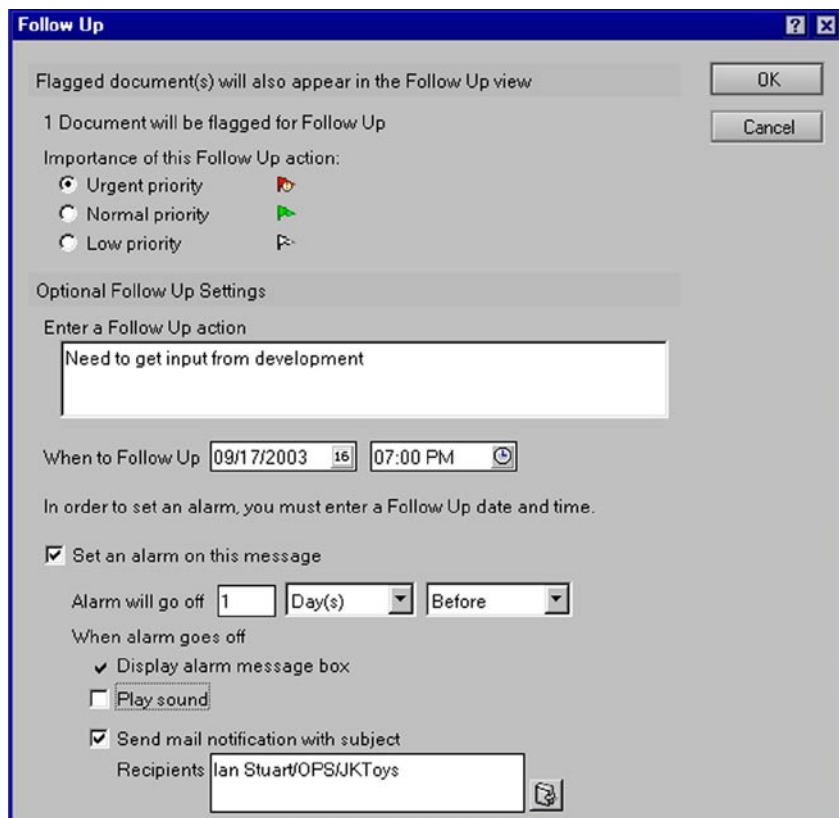 Follow Up
Flagged document(s) will also appear in the Follow Up view
OK
1 Document will be flagged for Follow Up
Cancel
Importance of this Follow Up action:
Urgent priority
Normal priority
Low priority
Optional Follow Up Settings
Enter a Follow Up action
Need to get input from development
When to Follow Up 09/17/2003 16 07:00 PM
In order to set an alarm, you must enter a Follow Up date and time.
Set an alarm on this message
Alarm will go off 1 Day(s) Before
When alarm goes off
Display alarm message box
Play sound
Send mail notification with subject
Recipients Ian Stuart/OPS/JKToys